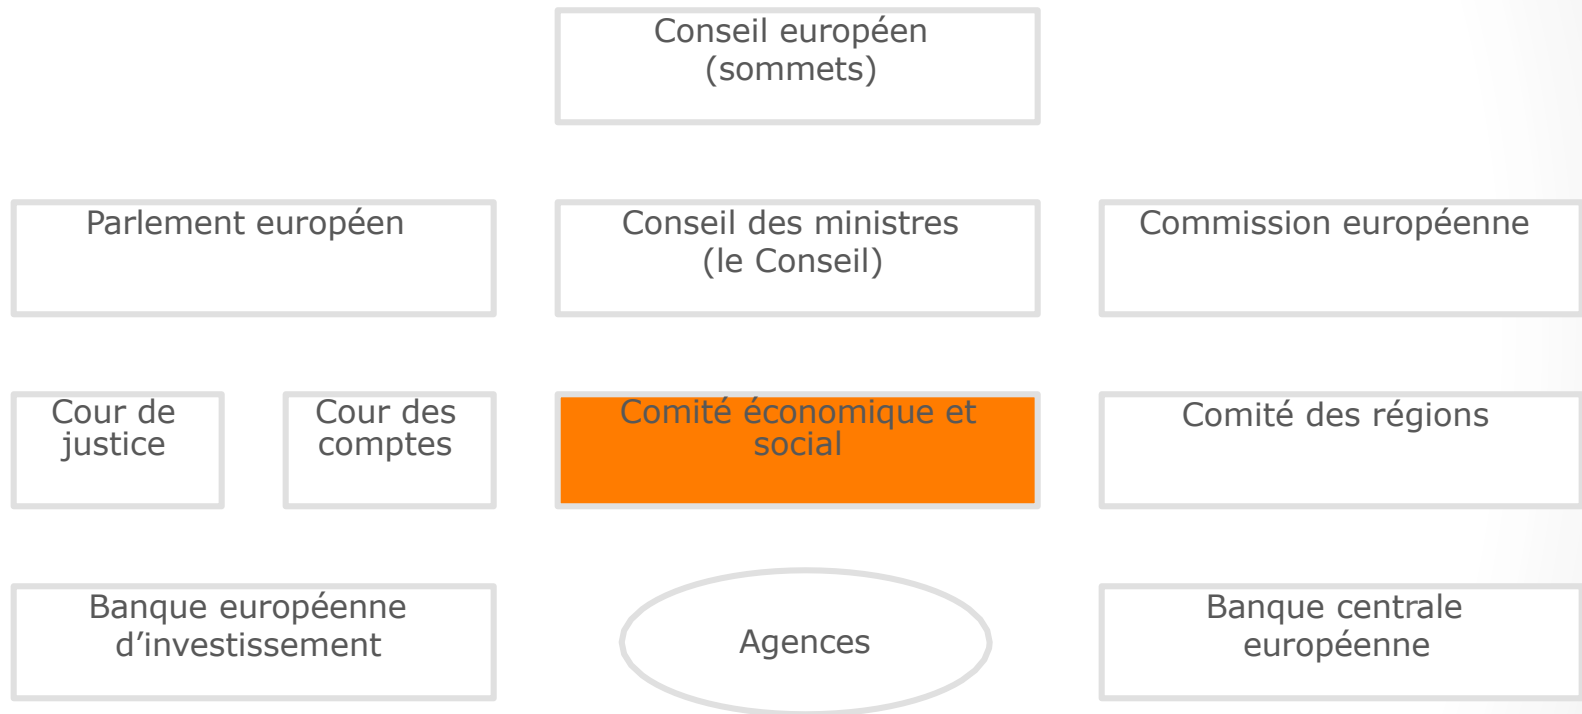 Conseil européen
(sommets)
Parlement européen
Conseil des ministres
(le Conseil)
Commission européenne
Cour de
justice
Cour des
comptes
Comité économique et
social
Comité des régions
Banque européenne
d’investissement
Agences
Banque centrale
européenne